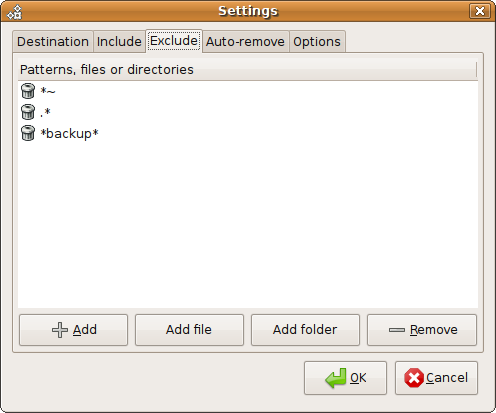 Settings
Destination Include Exclude Auto-remove Options
Patterns, files or directories
*~
.*
*backup*
Add Add file Add folder Remove
OK Cancel